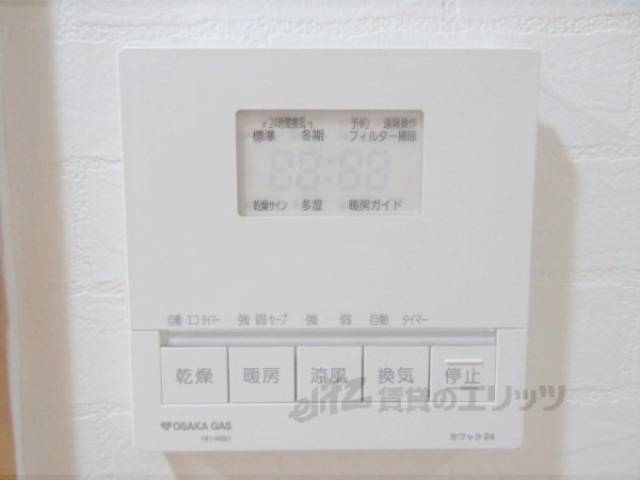 24時間換気 予約 遠隔操作
標準 冬期 フィルター掃除
88:88
乾燥サイン 多湿 暖房ガイド
自動 エコ タイマー 強 弱 セーブ 強 弱 自動 タイマー
乾燥 暖房 涼風 換気 停止
elitz 賃貸のエリッツ
OSAKA GAS
カワック24